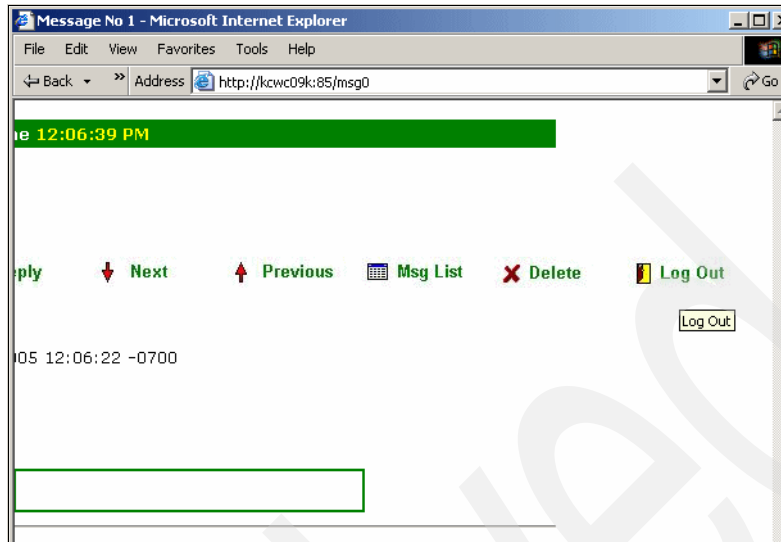 Message No 1 - Microsoft Internet Explorer
File Edit View Favorites Tools Help
Back » Address http://kcwc09k:85/msg0 Go
12:06:39 PM
Next Previous Msg List Delete Log Out
Log Out
12:06:22 -0700